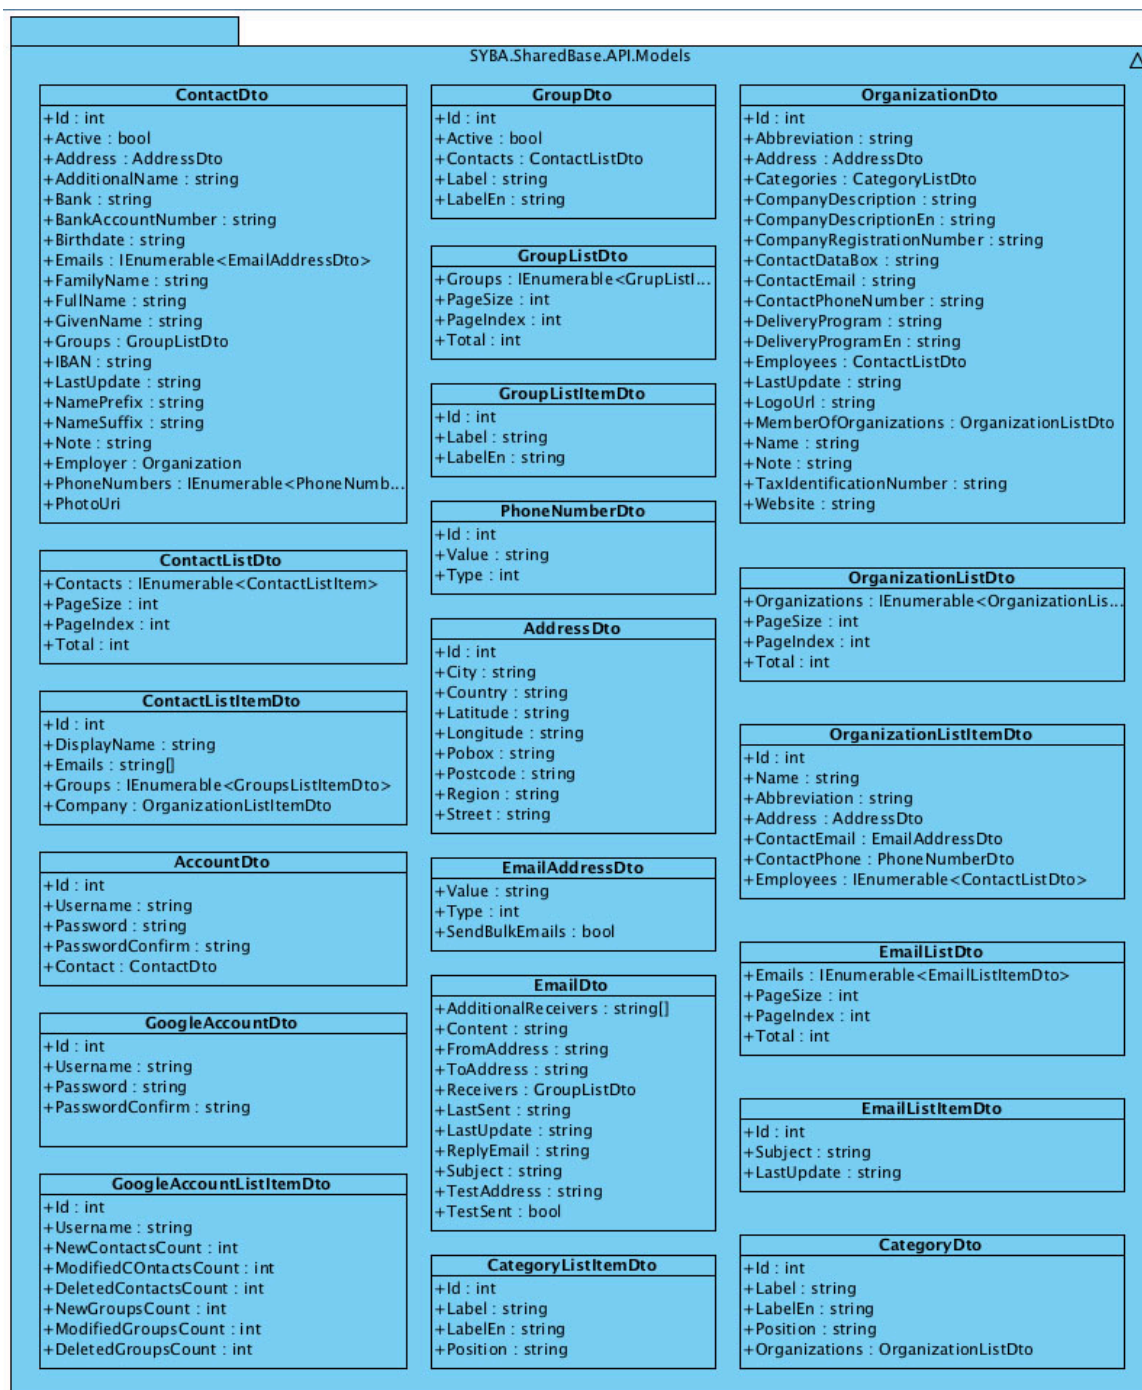 SYBA.SharedBase.API.Models
ContactDto
+Id : int
+Active : bool
+Address : AddressDto
+AdditionalName : string
+Bank : string
+BankAccountNumber : string
+Birthdate : string
+Emails : IEnumerable<EmailAddressDto>
+FamilyName : string
+FullName : string
+GivenName : string
+Groups : GroupListDto
+IBAN : string
+LastUpdate : string
+NamePrefix : string
+NameSuffix : string
+Note : string
+Employer : Organization
+PhoneNumbers : IEnumerable<PhoneNumb...
+PhotoUri
ContactListDto
+Contacts : IEnumerable<ContactListItem>
+PageSize : int
+PageIndex : int
+Total : int
ContactListItemDto
+Id : int
+DisplayName : string
+Emails : string[]
+Groups : IEnumerable<GroupsListItemDto>
+Company : OrganizationListItemDto
AccountDto
+Id : int
+Username : string
+Password : string
+PasswordConfirm : string
+Contact : ContactDto
GoogleAccountDto
+Id : int
+Username : string
+Password : string
+PasswordConfirm : string
GoogleAccountListItemDto
+Id : int
+Username : string
+NewContactsCount : int
+ModifiedCOntactsCount : int
+DeletedContactsCount : int
+NewGroupsCount : int
+ModifiedGroupsCount : int
+DeletedGroupsCount : int
GroupDto
+Id : int
+Active : bool
+Contacts : ContactListDto
+Label : string
+LabelEn : string
GroupListDto
+Groups : IEnumerable<GrupListI...
+PageSize : int
+PageIndex : int
+Total : int
GroupListItemDto
+Id : int
+Label : string
+LabelEn : string
PhoneNumberDto
+Id : int
+Value : string
+Type : int
AddressDto
+Id : int
+City : string
+Country : string
+Latitude : string
+Longitude : string
+Pobox : string
+Postcode : string
+Region : string
+Street : string
EmailAddressDto
+Value : string
+Type : int
+SendBulkEmails : bool
EmailDto
+AdditionalReceivers : string[]
+Content : string
+FromAddress : string
+ToAddress : string
+Receivers : GroupListDto
+LastSent : string
+LastUpdate : string
+ReplyEmail : string
+Subject : string
+TestAddress : string
+TestSent : bool
CategoryListItemDto
+Id : int
+Label : string
+LabelEn : string
+Position : string
OrganizationDto
+Id : int
+Abbreviation : string
+Address : AddressDto
+Categories : CategoryListDto
+CompanyDescription : string
+CompanyDescriptionEn : string
+CompanyRegistrationNumber : string
+ContactDataBox : string
+ContactEmail : string
+ContactPhoneNumber : string
+DeliveryProgram : string
+DeliveryProgramEn : string
+Employees : ContactListDto
+LastUpdate : string
+LogoUrl : string
+MemberOfOrganizations : OrganizationListDto
+Name : string
+Note : string
+TaxIdentificationNumber : string
+Website : string
OrganizationListDto
+Organizations : IEnumerable<OrganizationLis...
+PageSize : int
+PageIndex : int
+Total : int
OrganizationListItemDto
+Id : int
+Name : string
+Abbreviation : string
+Address : AddressDto
+ContactEmail : EmailAddressDto
+ContactPhone : PhoneNumberDto
+Employees : IEnumerable<ContactListDto>
EmailListDto
+Emails : IEnumerable<EmailListItemDto>
+PageSize : int
+PageIndex : int
+Total : int
EmailListItemDto
+Id : int
+Subject : string
+LastUpdate : string
CategoryDto
+Id : int
+Label : string
+LabelEn : string
+Position : string
+Organizations : OrganizationListDto